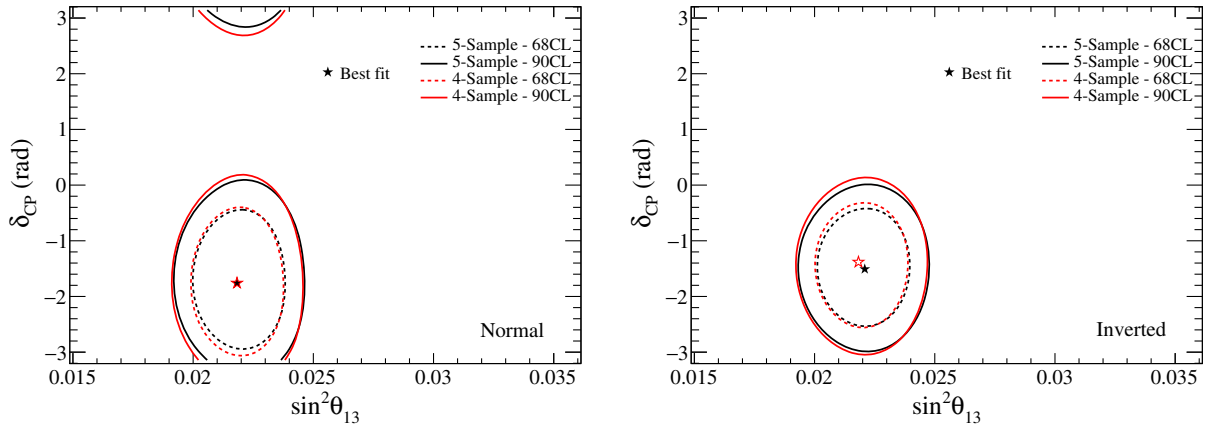 3
2
1
0
−1
−2
−3
δCP (rad)
5-Sample - 68CL
5-Sample - 90CL
4-Sample - 68CL
4-Sample - 90CL
Best fit
Normal
0.015 0.02 0.025 0.03 0.035
sin²θ13
3
2
1
0
−1
−2
−3
δCP (rad)
5-Sample - 68CL
5-Sample - 90CL
4-Sample - 68CL
4-Sample - 90CL
Best fit
Inverted
0.015 0.02 0.025 0.03 0.035
sin²θ13